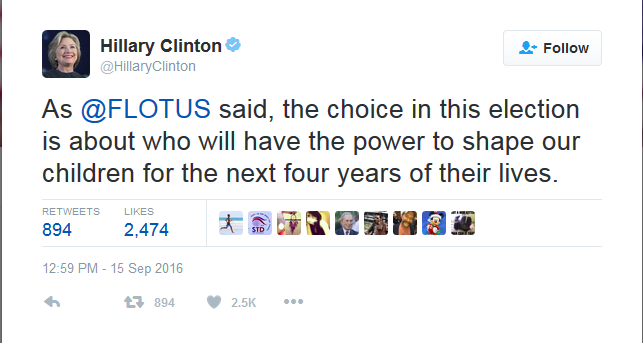 Hillary Clinton
@HillaryClinton
Follow
As @FLOTUS said, the choice in this election
is about who will have the power to shape our
children for the next four years of their lives.
RETWEETS LIKES
894 2,474
STD
12:59 PM - 15 Sep 2016
894 2.5K